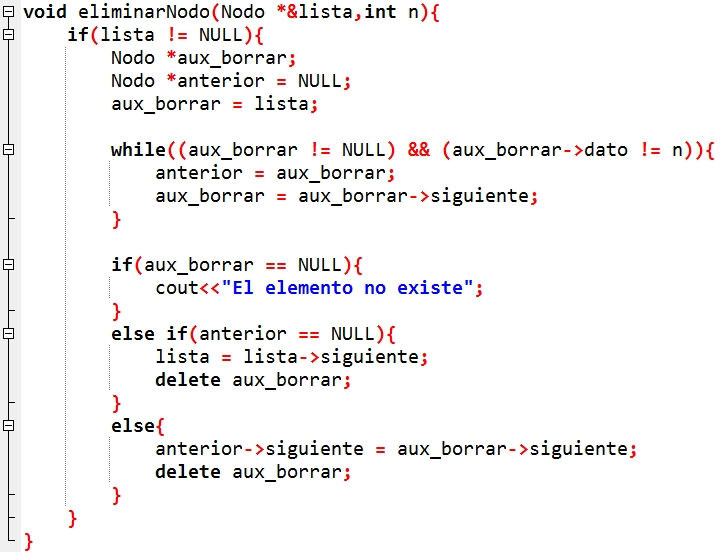 void eliminarNodo(Nodo *&lista,int n){
if(lista != NULL){
Nodo *aux_borrar;
Nodo *anterior = NULL;
aux_borrar = lista;
while((aux_borrar != NULL) && (aux_borrar->dato != n)){
anterior = aux_borrar;
aux_borrar = aux_borrar->siguiente;
}
if(aux_borrar == NULL){
cout<<"El elemento no existe";
}
else if(anterior == NULL){
lista = lista->siguiente;
delete aux_borrar;
}
else{
anterior->siguiente = aux_borrar->siguiente;
delete aux_borrar;
}
}
}